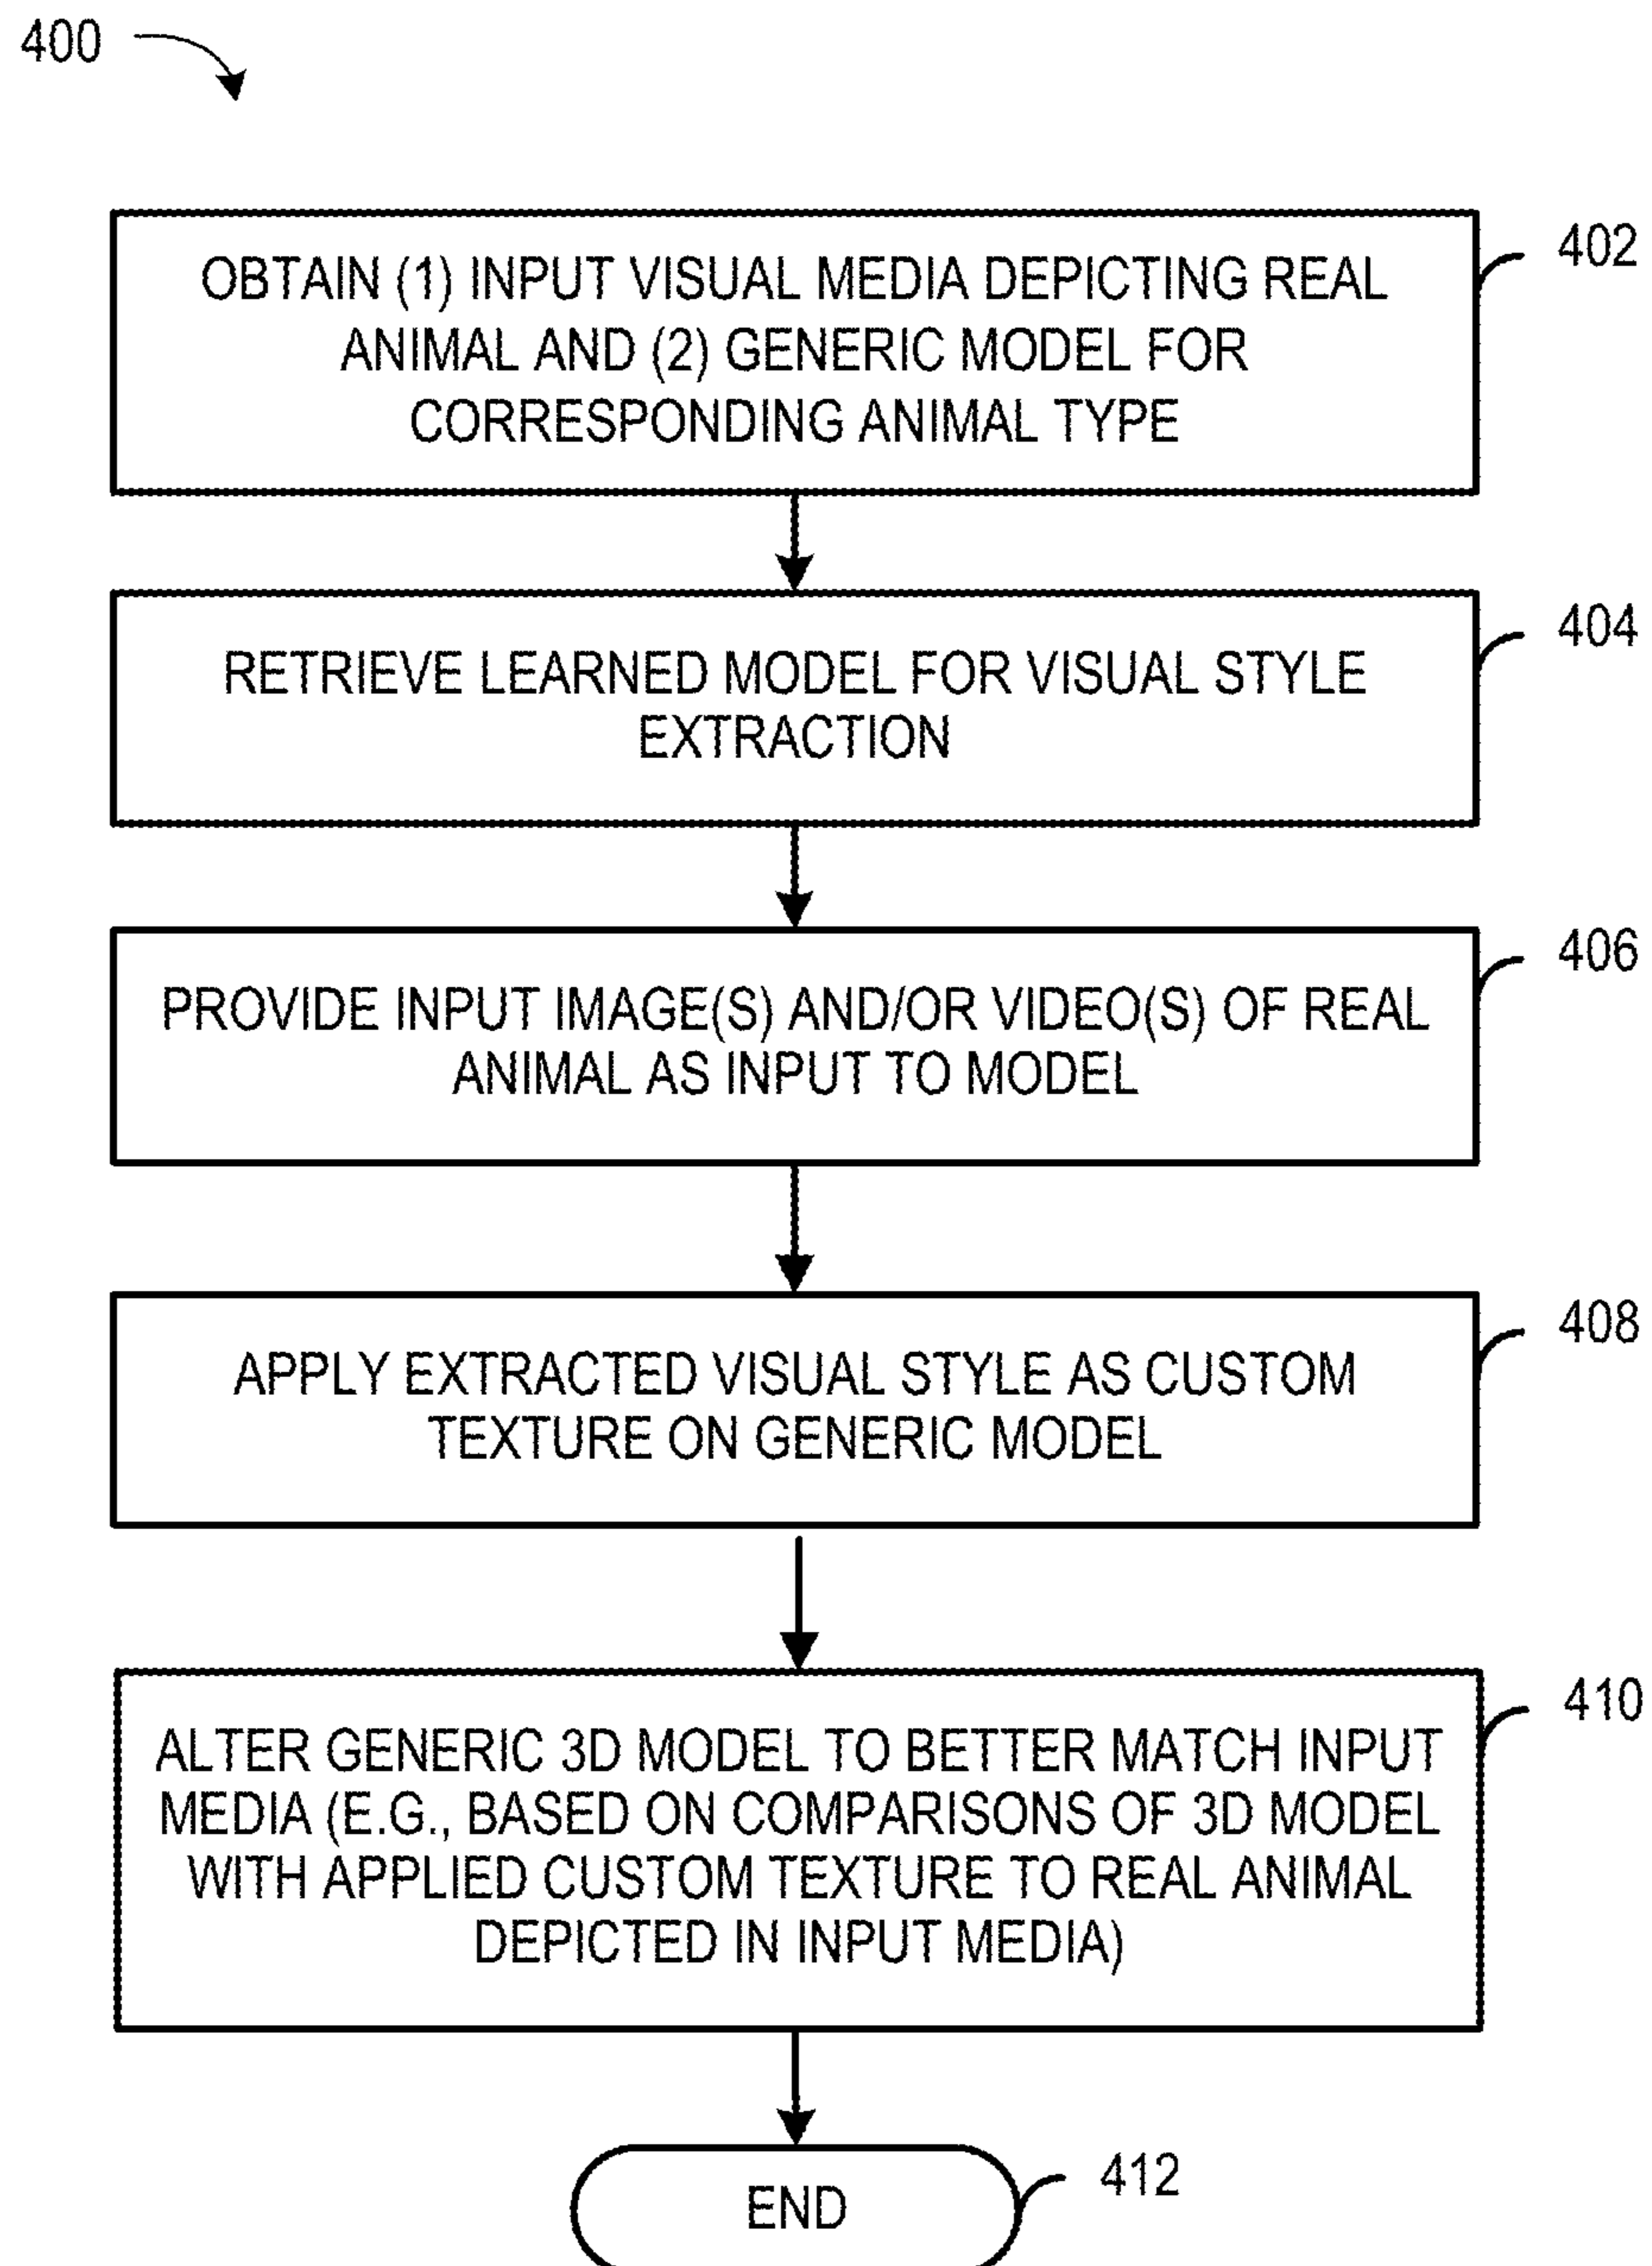 400
OBTAIN (1) INPUT VISUAL MEDIA DEPICTING REAL
ANIMAL AND (2) GENERIC MODEL FOR
CORRESPONDING ANIMAL TYPE
402
RETRIEVE LEARNED MODEL FOR VISUAL STYLE
EXTRACTION
404
PROVIDE INPUT IMAGE(S) AND/OR VIDEO(S) OF REAL
ANIMAL AS INPUT TO MODEL
406
APPLY EXTRACTED VISUAL STYLE AS CUSTOM
TEXTURE ON GENERIC MODEL
408
ALTER GENERIC 3D MODEL TO BETTER MATCH INPUT
MEDIA (E.G., BASED ON COMPARISONS OF 3D MODEL
WITH APPLIED CUSTOM TEXTURE TO REAL ANIMAL
DEPICTED IN INPUT MEDIA)
410
END
412